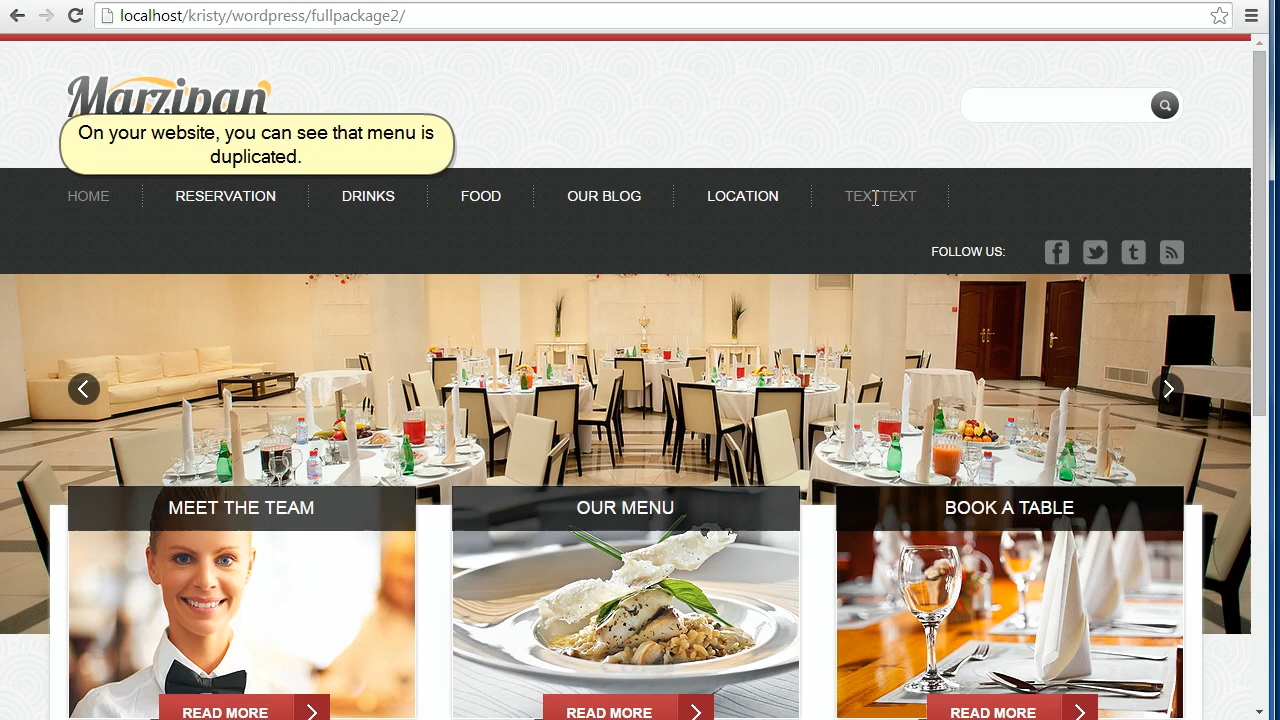 localhost/kristy/wordpress/fullpackage2/
Marzipan
On your website, you can see that menu is
duplicated.
HOME RESERVATION DRINKS FOOD OUR BLOG LOCATION TEXTTEXT
FOLLOW US:
MEET THE TEAM OUR MENU BOOK A TABLE
READ MORE READ MORE READ MORE